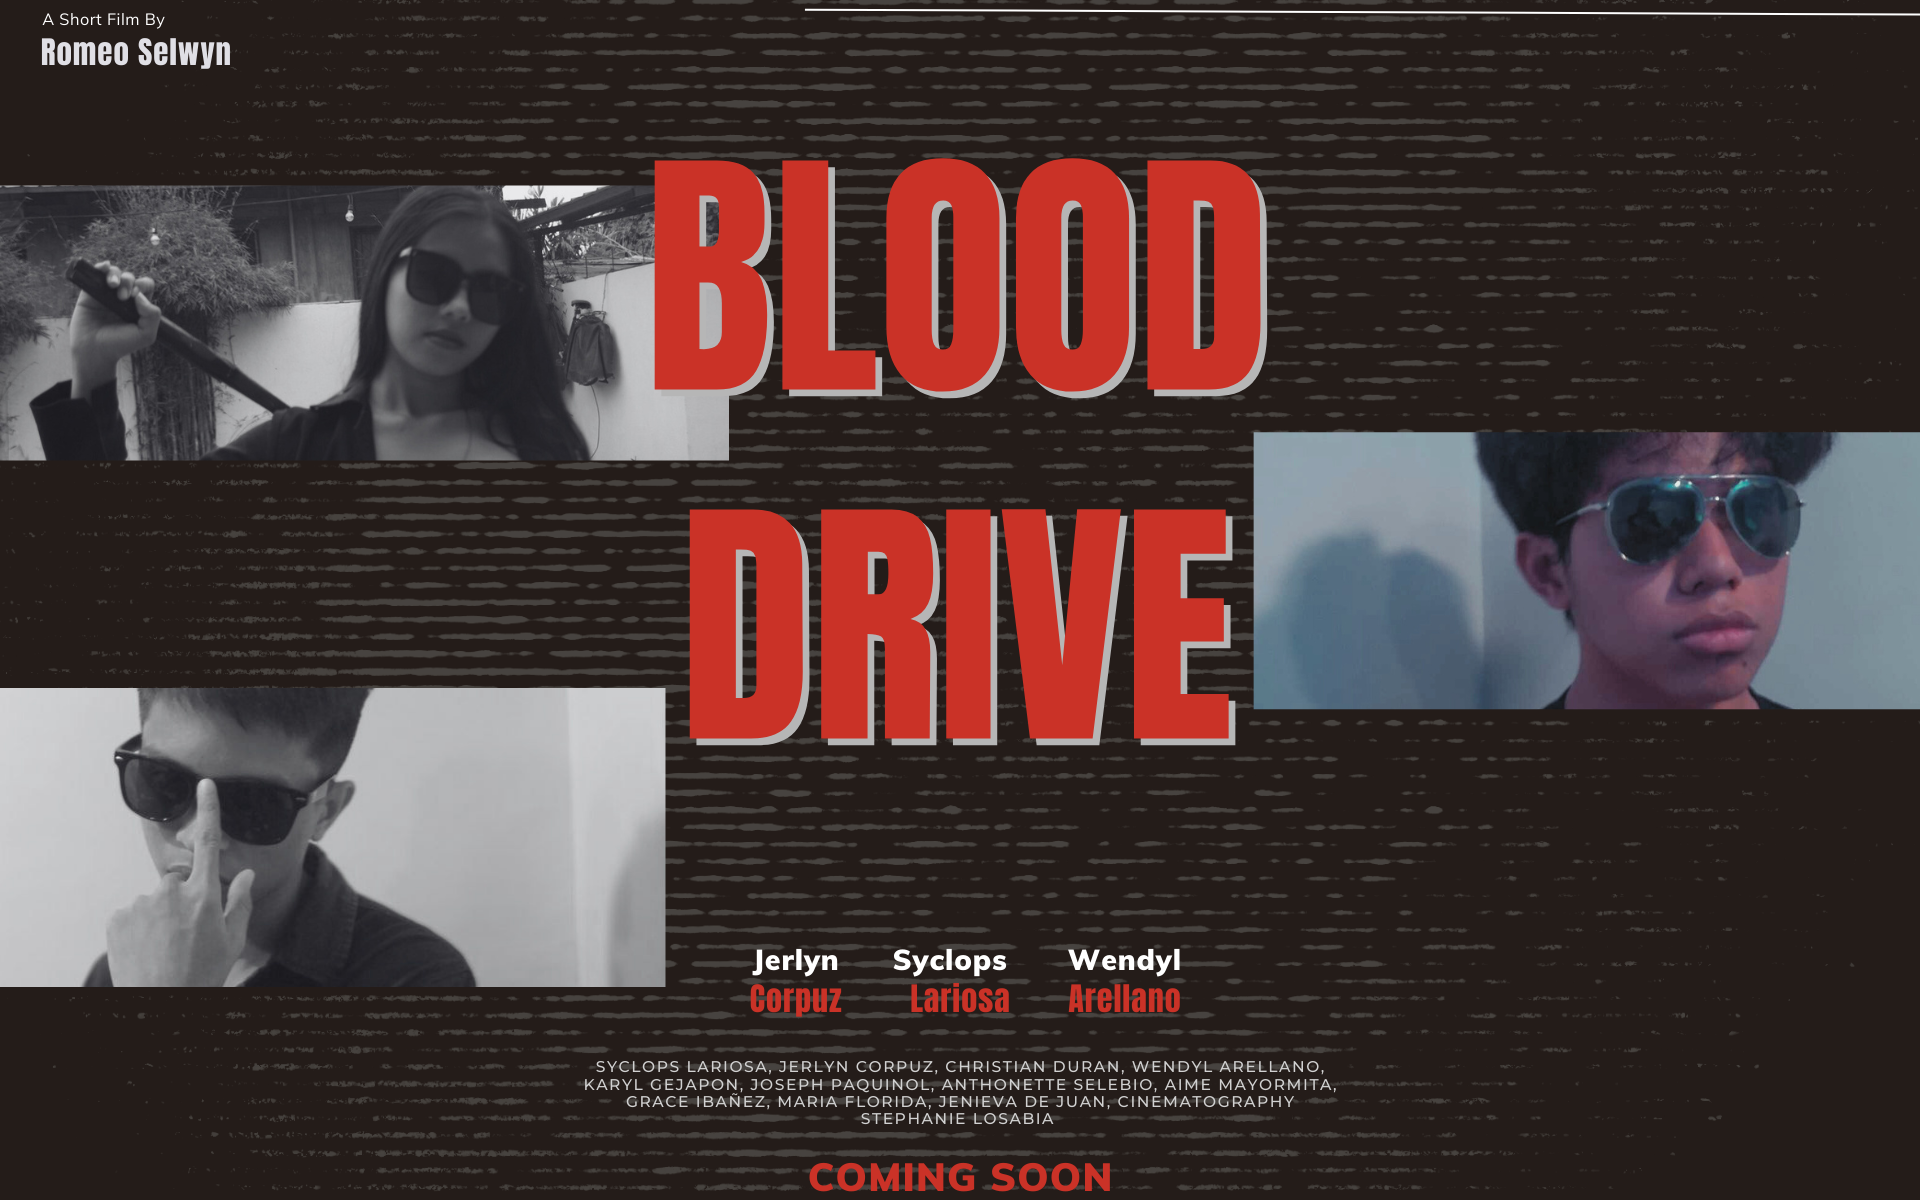 A Short Film By
Romeo Selwyn
BLOOD
DRIVE
Jerlyn Syclops Wendyl
Corpuz Lariosa Arellano
SYCLOPS LARIOSA, JERLYN CORPUZ, CHRISTIAN DURAN, WENDYL ARELLANO,
KARYL GEJAPON, JOSEPH PAQUINOL, ANTHONETTE SELEBIO, AIME MAYORMITA,
GRACE IBAÑEZ, MARIA FLORIDA, JENIEVA DE JUAN, CINEMATOGRAPHY
STEPHANIE LOSABIA
COMING SOON